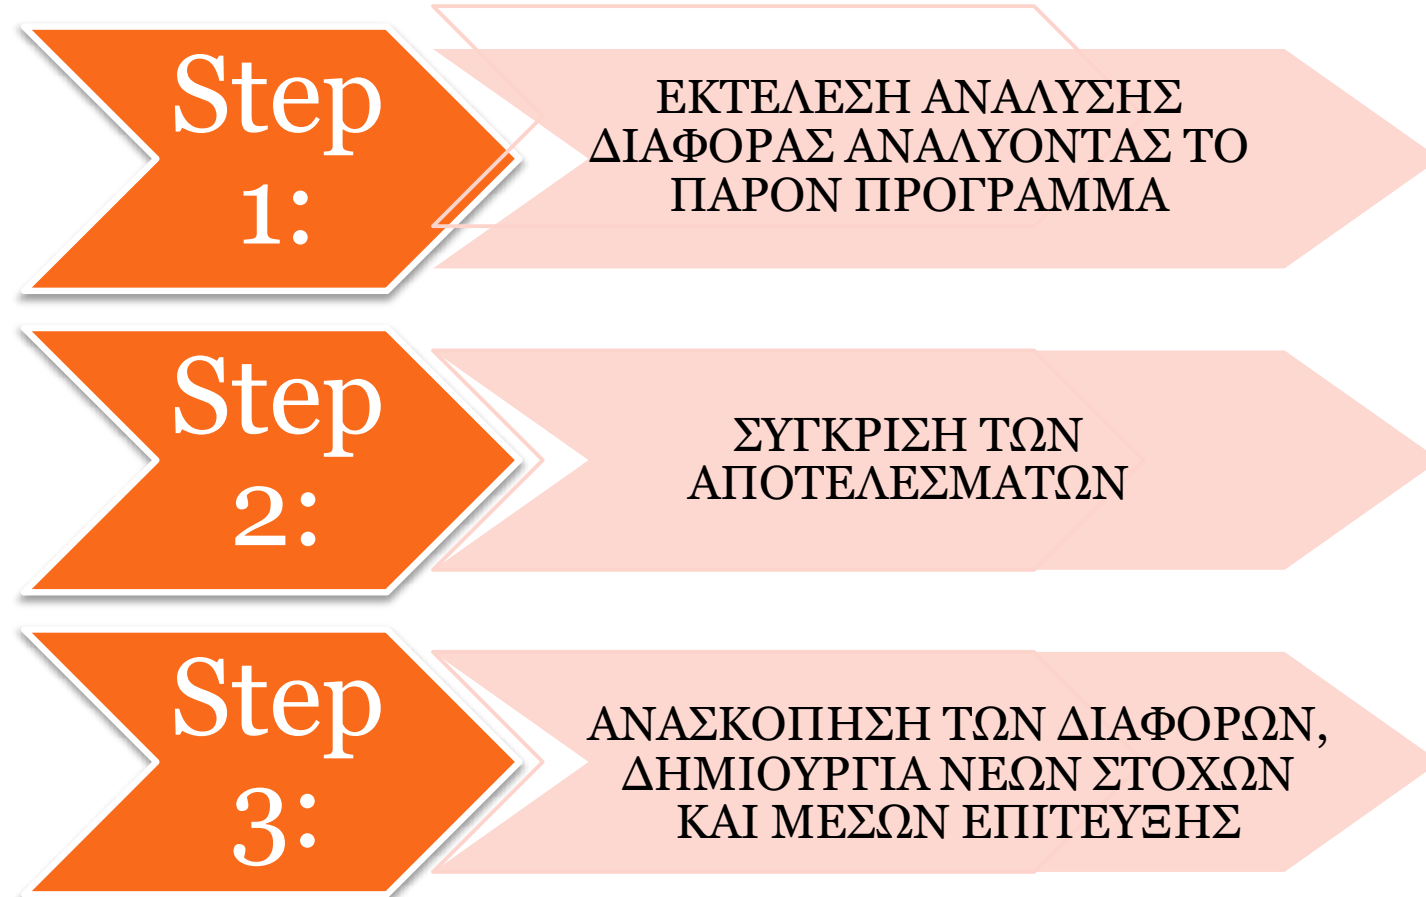 Step
1:
ΕΚΤΕΛΕΣΗ ΑΝΑΛΥΣΗΣ
ΔΙΑΦΟΡΑΣ ΑΝΑΛΥΟΝΤΑΣ ΤΟ
ΠΑΡΟΝ ΠΡΟΓΡΑΜΜΑ
Step
2:
ΣΥΓΚΡΙΣΗ ΤΩΝ
ΑΠΟΤΕΛΕΣΜΑΤΩΝ
Step
3:
ΑΝΑΣΚΟΠΗΣΗ ΤΩΝ ΔΙΑΦΟΡΩΝ,
ΔΗΜΙΟΥΡΓΙΑ ΝΕΩΝ ΣΤΟΧΩΝ
ΚΑΙ ΜΕΣΩΝ ΕΠΙΤΕΥΞΗΣ